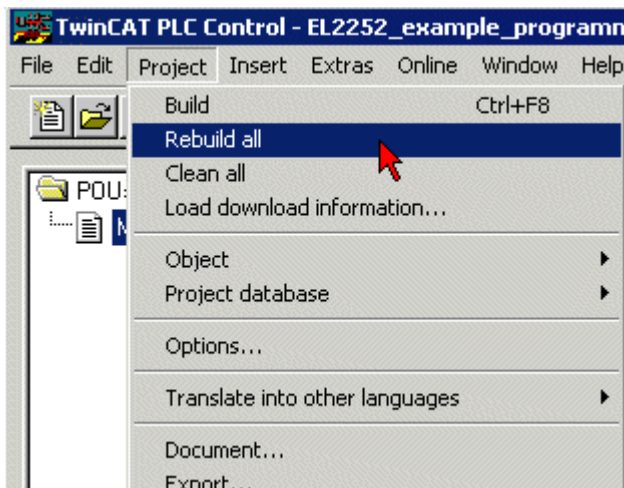 TwinCAT PLC Control - EL2252_example_programm
File Edit Project Insert Extras Online Window Help
Build Ctrl+F8
Rebuild all
Clean all
POU
Load download information...
M
Object
Project database
Options...
Translate into other languages
Document...
Export...